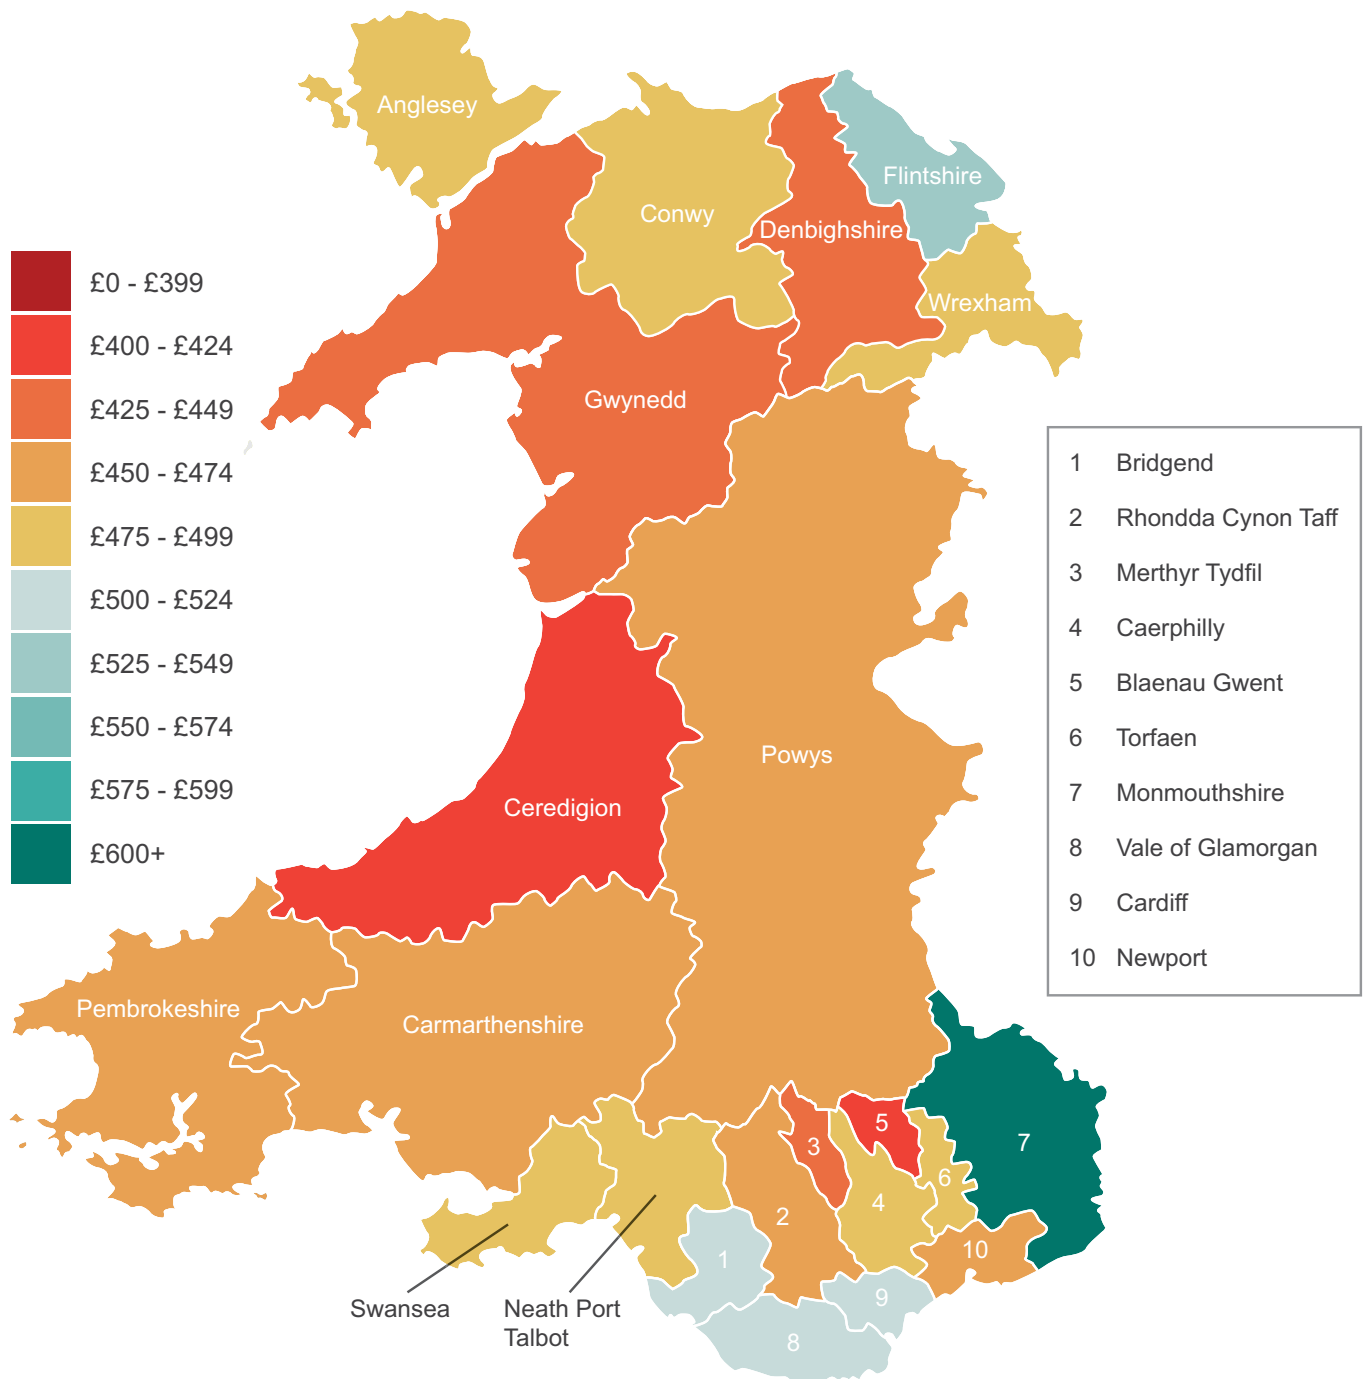 Anglesey
Flintshire
Conwy
Denbighshire
Wrexham
Gwynedd
£0 - £399
£400 - £424
£425 - £449
£450 - £474
£475 - £499
£500 - £524
£525 - £549
£550 - £574
£575 - £599
£600+
1 Bridgend
2 Rhondda Cynon Taff
3 Merthyr Tydfil
4 Caerphilly
5 Blaenau Gwent
6 Torfaen
7 Monmouthshire
8 Vale of Glamorgan
9 Cardiff
10 Newport
Powys
Ceredigion
Pembrokeshire
Carmarthenshire
5
7
3
6
4
2
10
1
9
8
Swansea
Neath Port
Talbot